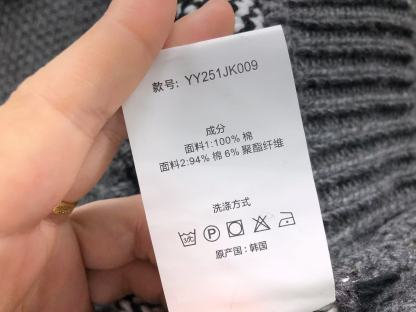 款号: YY251JK009
成分
面料1:100% 棉
面料2:94% 棉 6% 聚酯纤维
洗涤方式
P
原产国: 韩国